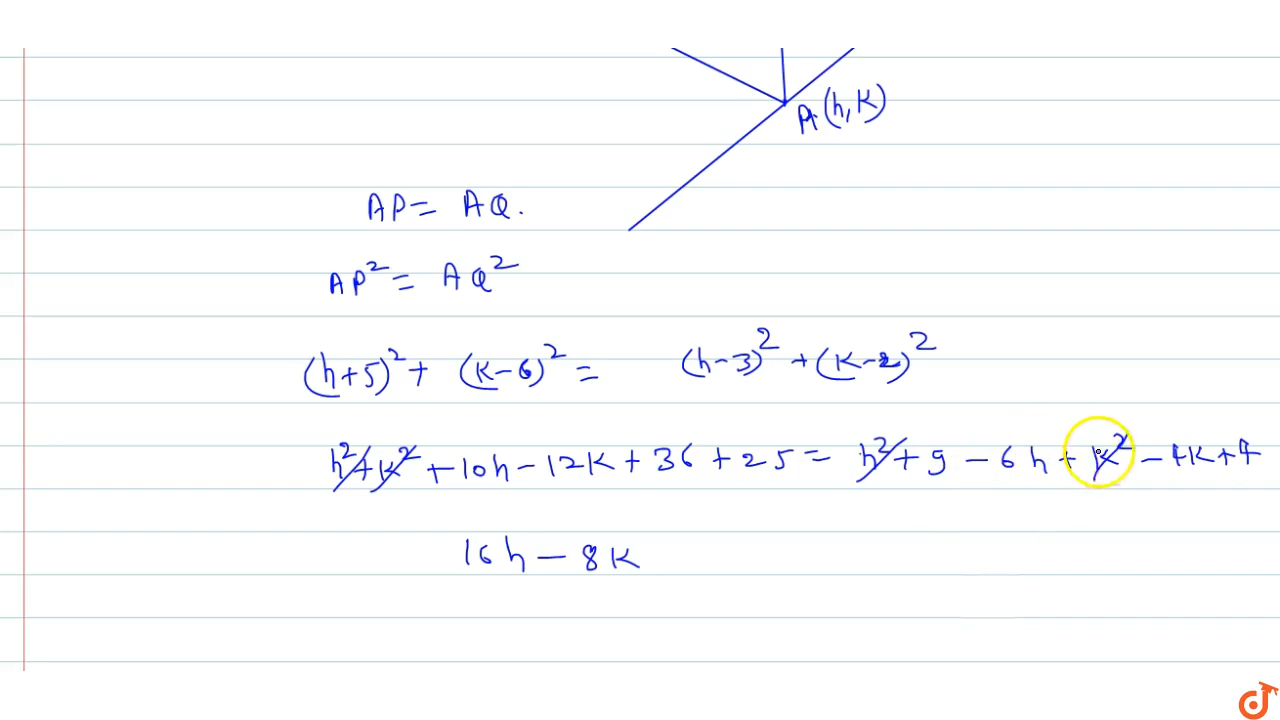 A(h, k)
AP = AQ.
AP² = AQ²
(h+5)² + (k-6)² = (h-3)² + (k-2)²
h² + k² + 10h - 12k + 36 + 25 = h² + 9 - 6h + k² - 4k + 4
16h - 8k
d